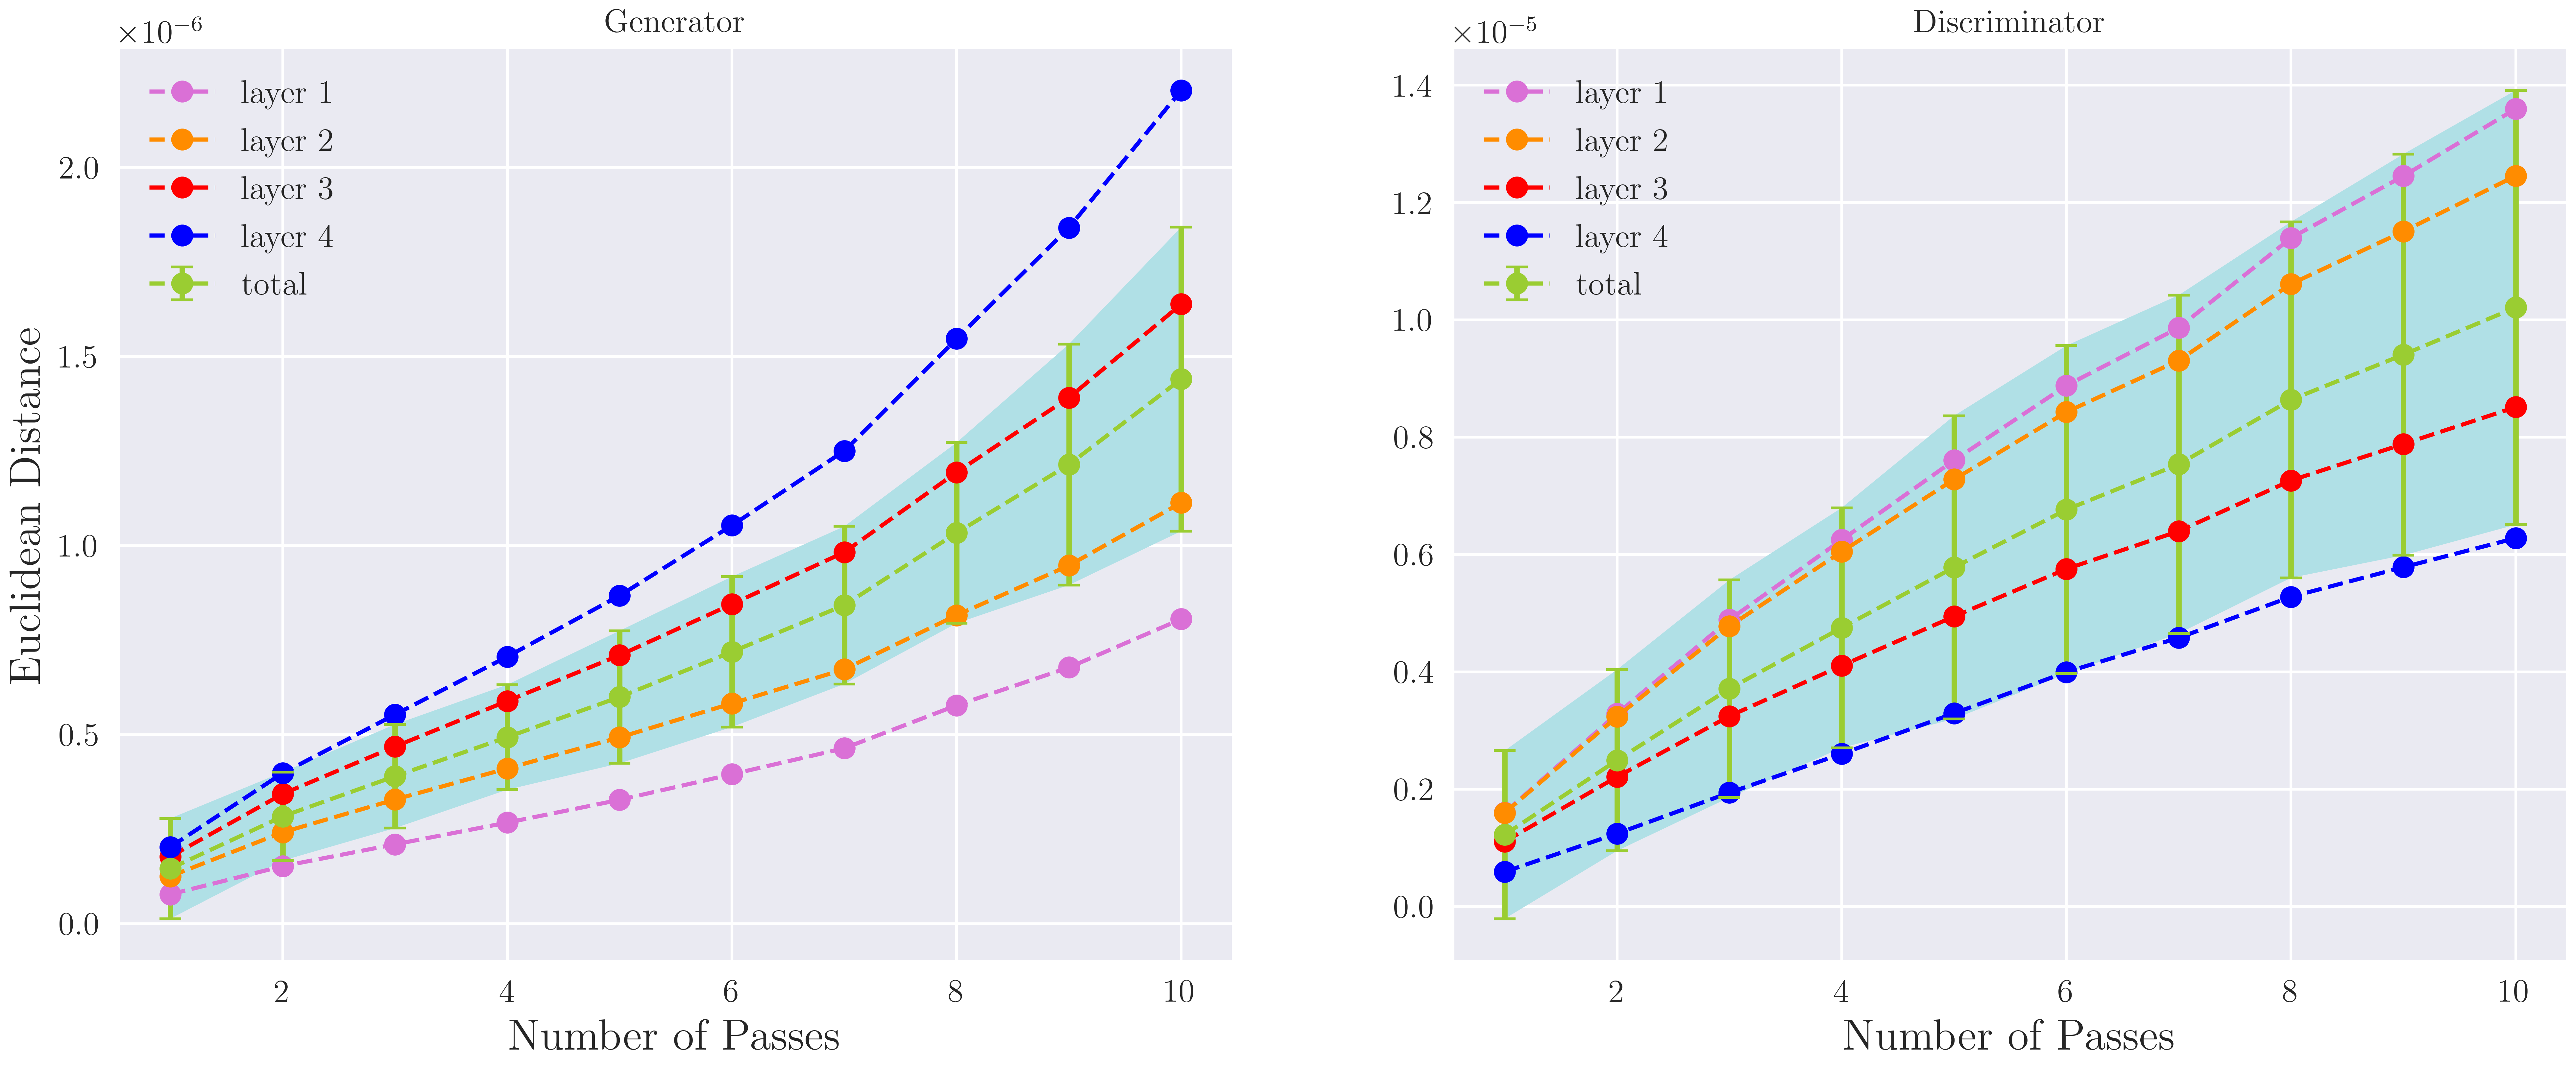 Generator
×10⁻⁶
layer 1
layer 2
layer 3
layer 4
total
2.0
1.5
1.0
0.5
0.0
Euclidean Distance
2 4 6 8 10
Number of Passes
Discriminator
×10⁻⁵
layer 1
layer 2
layer 3
layer 4
total
1.4
1.2
1.0
0.8
0.6
0.4
0.2
0.0
2 4 6 8 10
Number of Passes